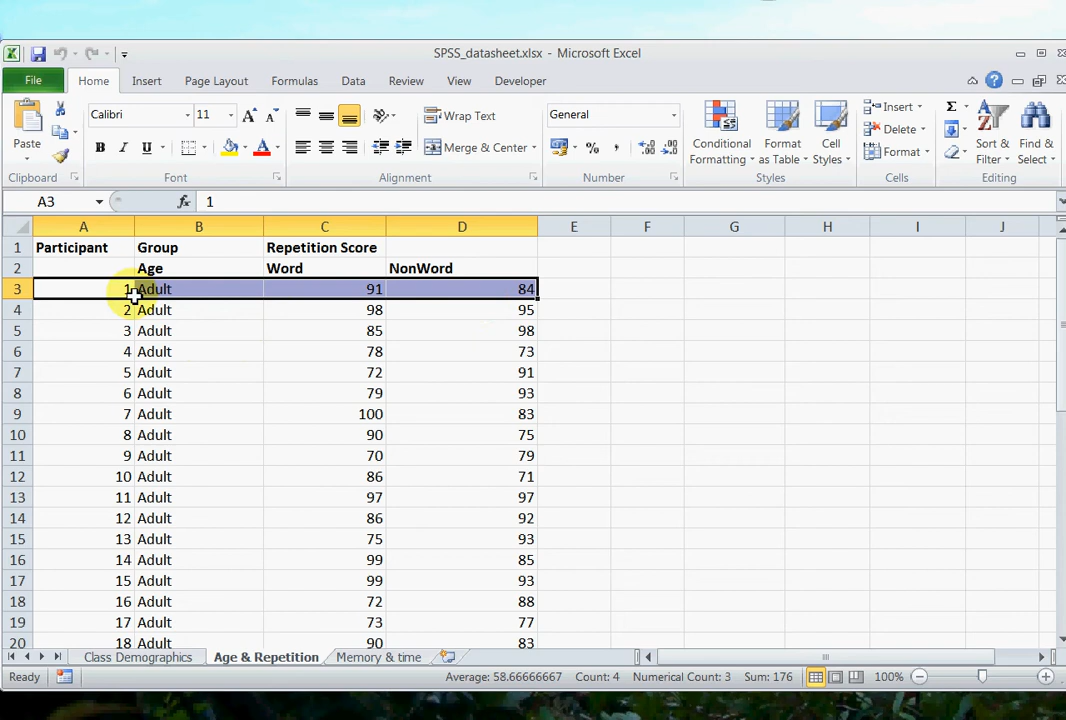 SPSS_datasheet.xlsx - Microsoft Excel
File Home Insert Page Layout Formulas Data Review View Developer
Calibri 11 General
Wrap Text
Merge & Center
Paste
B I U
Conditional Formatting
Format as Table
Cell Styles
Insert
Delete
Format
Sort & Filter
Find & Select
Clipboard Font Alignment Number Styles Cells Editing
A3 fx 1
A B C D E F G H I J
1 Participant Group Repetition Score
2 Age Word NonWord
3 1 Adult 91 84
4 2 Adult 98 95
5 3 Adult 85 98
6 4 Adult 78 73
7 5 Adult 72 91
8 6 Adult 79 93
9 7 Adult 100 83
10 8 Adult 90 75
11 9 Adult 70 79
12 10 Adult 86 71
13 11 Adult 97 97
14 12 Adult 86 92
15 13 Adult 75 93
16 14 Adult 99 85
17 15 Adult 99 93
18 16 Adult 72 88
19 17 Adult 73 77
20 18 Adult 90 83
Class Demographics Age & Repetition Memory & time
Ready Average: 58.66666667 Count: 4 Numerical Count: 3 Sum: 176 100%